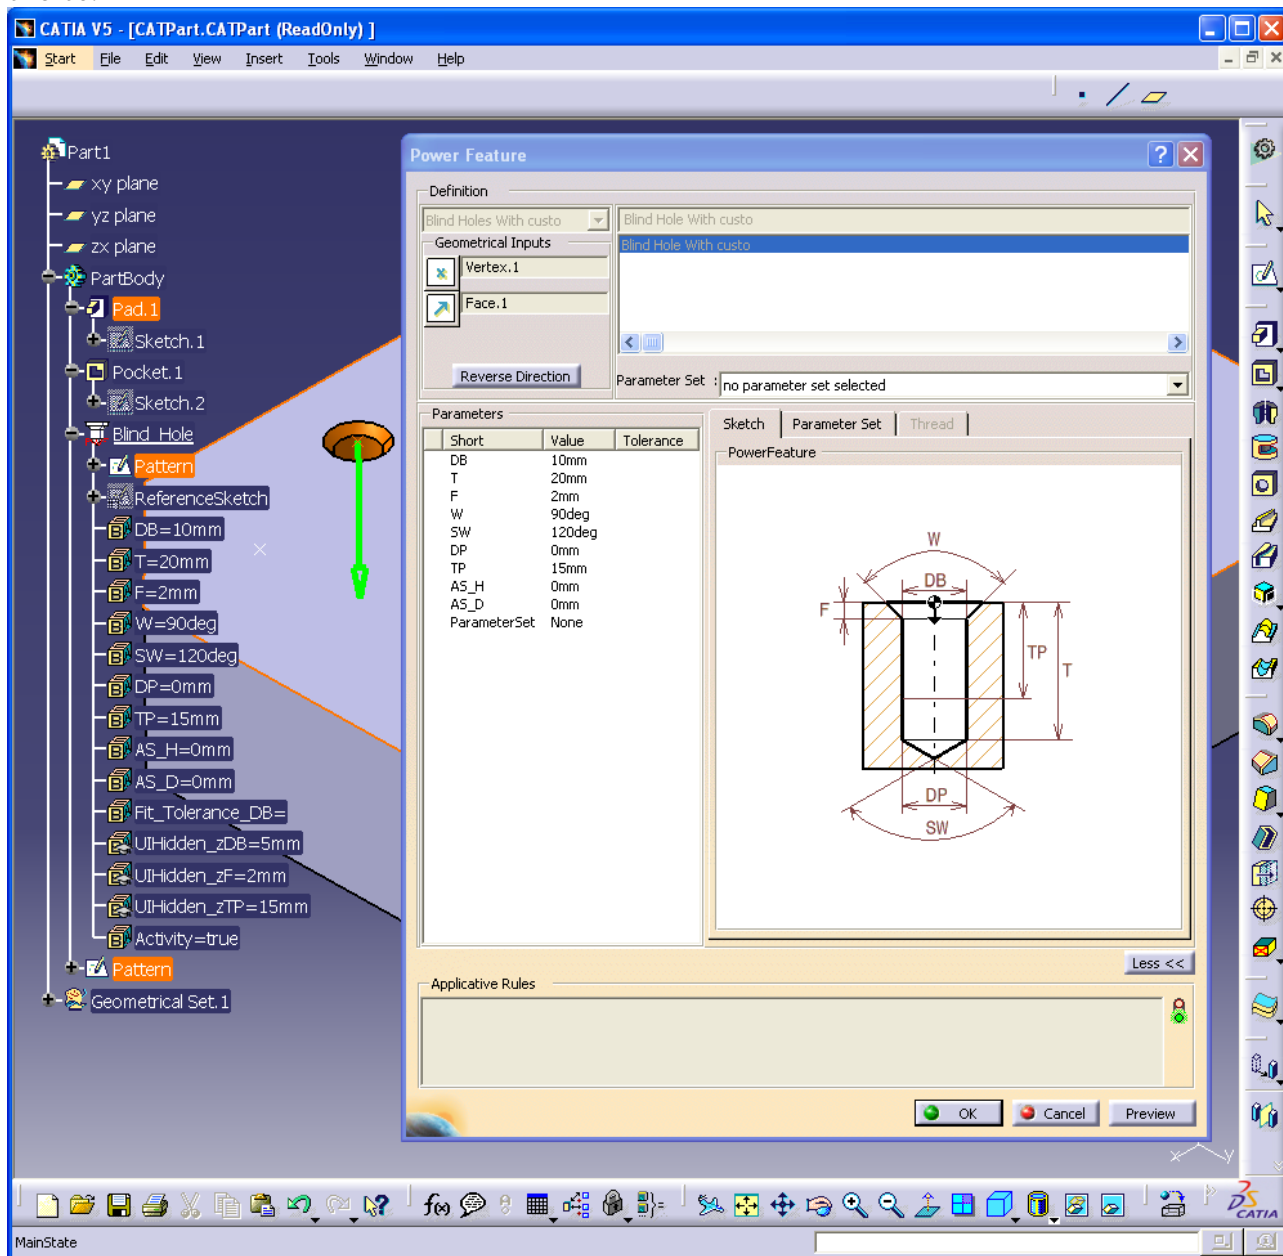 CATIA V5 - [CATPart.CATPart (ReadOnly) ]
Start File Edit View Insert Tools Window Help
Part1
xy plane
yz plane
zx plane
PartBody
Pad.1
Sketch.1
Pocket.1
Sketch.2
Blind_Hole
Pattern
ReferenceSketch
DB=10mm
T=20mm
F=2mm
W=90deg
SW=120deg
DP=0mm
TP=15mm
AS_H=0mm
AS_D=0mm
Fit_Tolerance_DB=
UIHidden_zDB=5mm
UIHidden_zF=2mm
UIHidden_zTP=15mm
Activity=true
Pattern
Geometrical Set.1
Power Feature
Definition
Blind Holes With custo
Blind Hole With custo
Geometrical Inputs
Blind Hole With custo
Vertex.1
Face.1
Reverse Direction
Parameter Set : no parameter set selected
Parameters
Short Value Tolerance
DB 10mm
T 20mm
F 2mm
W 90deg
SW 120deg
DP 0mm
TP 15mm
AS_H 0mm
AS_D 0mm
ParameterSet None
Sketch Parameter Set Thread
PowerFeature
W
DB
F
TP
T
DP
SW
Less <<
Applicative Rules
OK Cancel Preview
x y
f(x)
DS CATIA
MainState